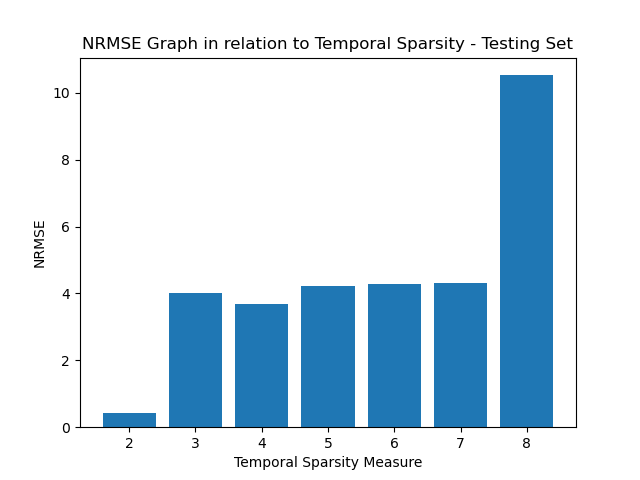 NRMSE Graph in relation to Temporal Sparsity - Testing Set
10
8
6
4
2
0
NRMSE
2 3 4 5 6 7 8
Temporal Sparsity Measure